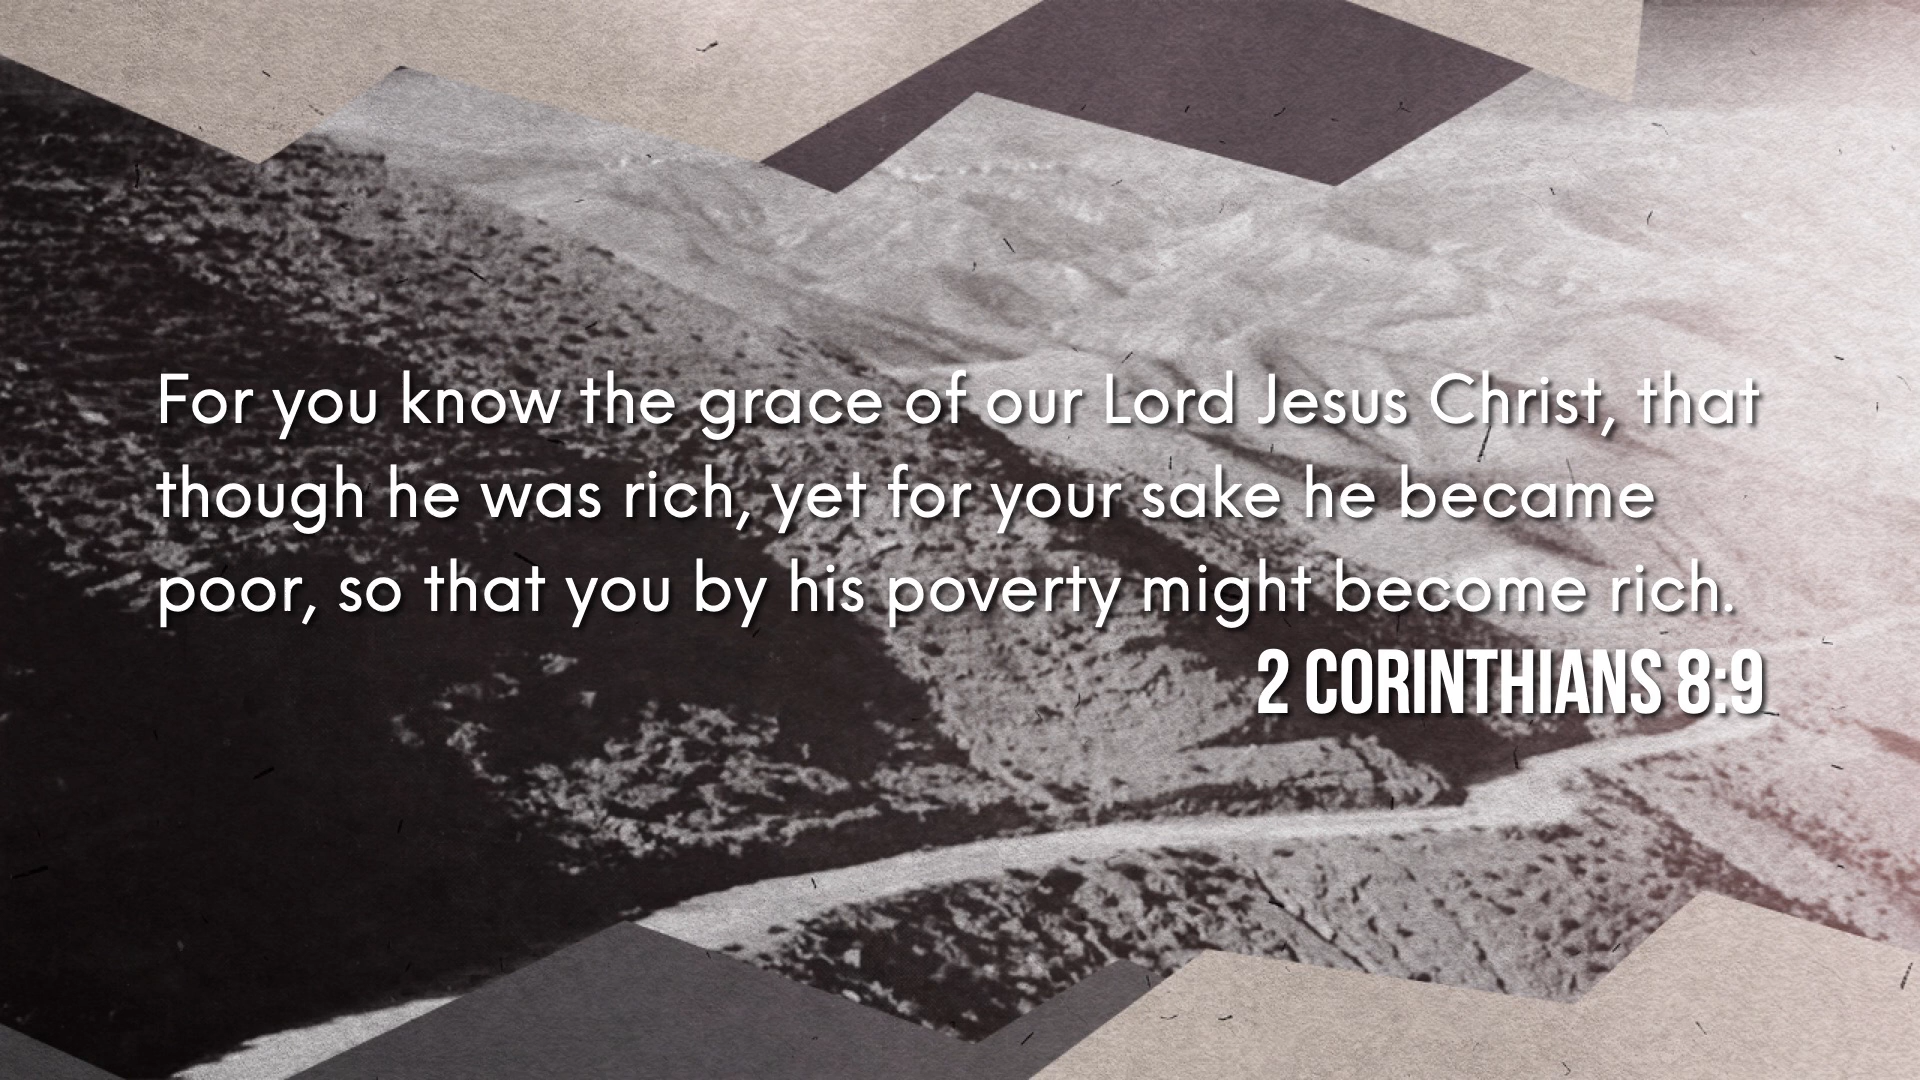 For you know the grace of our Lord Jesus Christ, that
though he was rich, yet for your sake he became
poor, so that you by his poverty might become rich.
2 CORINTHIANS 8:9